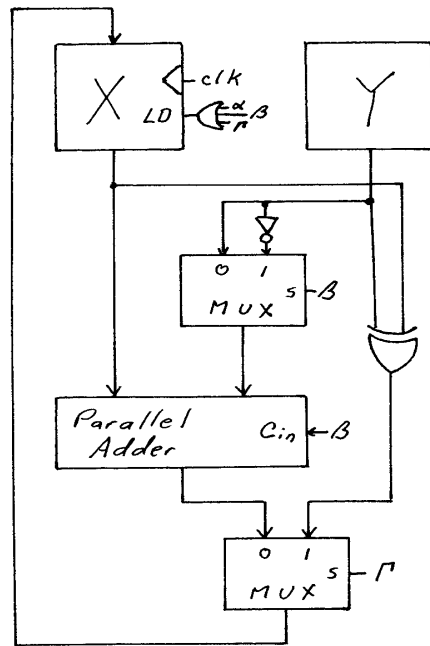 X
clk
LD
α
β
Γ
Y
0 1
MUX
S
β
Parallel
Adder
Cin
β
0 1
MUX
S
Γ